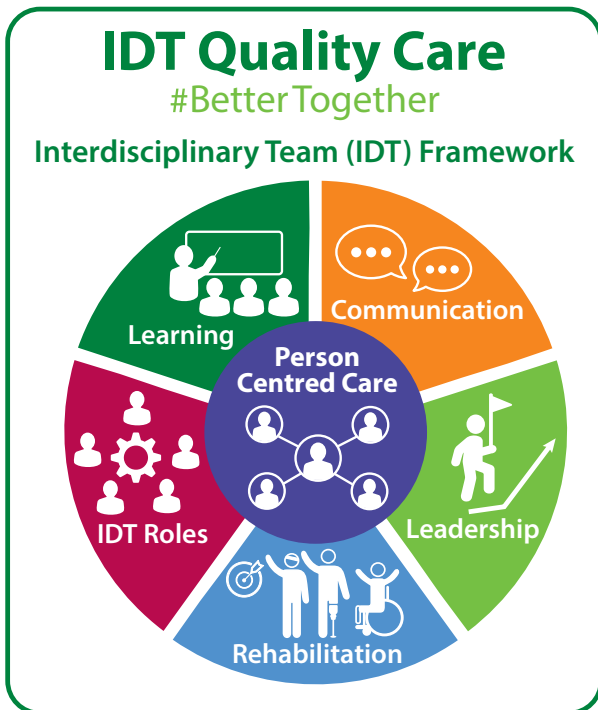 IDT Quality Care
#BetterTogether
Interdisciplinary Team (IDT) Framework
Learning
Communication
Person
Centred Care
IDT Roles
Leadership
Rehabilitation